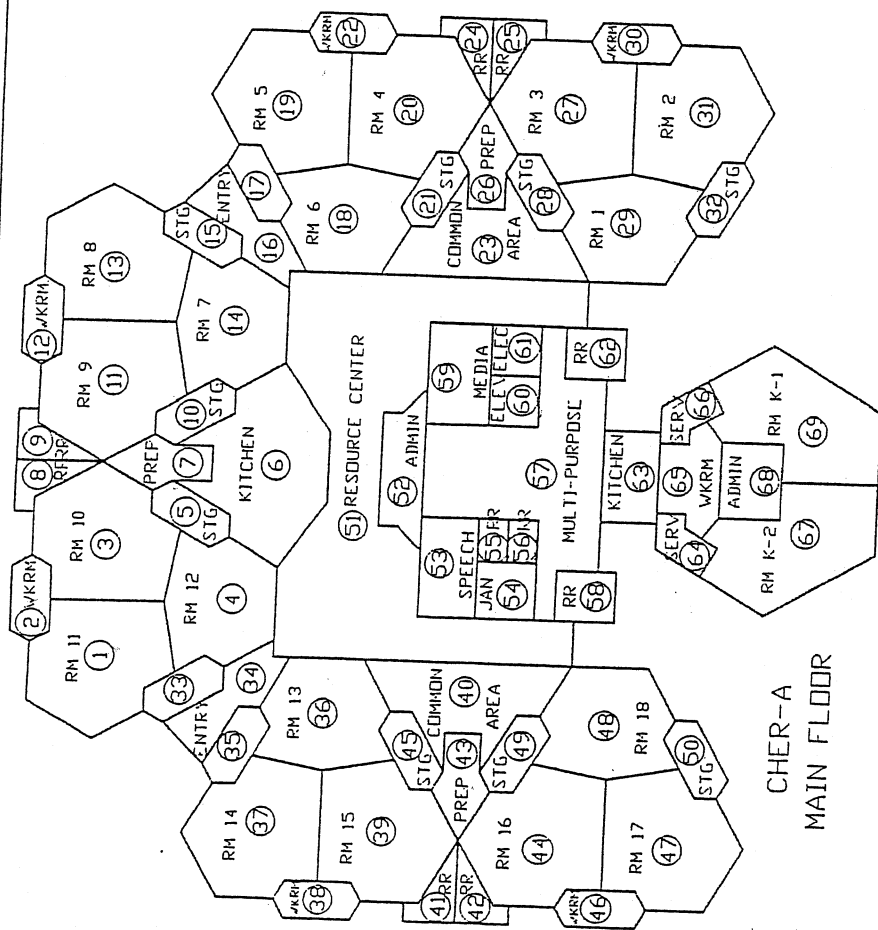 WKRM
22
24
RR
25
RR
WKRM
30
RM 5
19
RM 4
20
RM 3
27
RM 2
31
ENTRY
17
16
RM 6
18
21
STG
26
PREP
STG
28
RM 1
29
32
STG
COMMON
23
AREA
RM 8
13
STG
15
12
WKRM
RM 9
11
RM 7
14
10
STG
9
RR
8
RR
PREP
7
KITCHEN
6
RM 10
3
5
STG
2
WKRM
RM 11
1
RM 12
4
33
ENTRY
34
51
RESOURCE CENTER
52
ADMIN
59
MEDIA
ELEV
60
ELEC
61
RR
62
53
SPEECH
JAN
54
55
RR
56
RR
57
MULTI-PURPOSE
RR
58
KITCHEN
63
SERV
66
65
WKRM
SERV
64
ADMIN
68
RM K-1
69
RM K-2
67
35
RM 13
36
RM 14
37
RM 15
39
WKRM
38
45
STG
COMMON
40
AREA
PREP
43
STG
49
41
RR
42
RR
RM 16
44
WKRM
46
RM 17
47
48
RM 18
50
STG
CHER-A
MAIN FLOOR